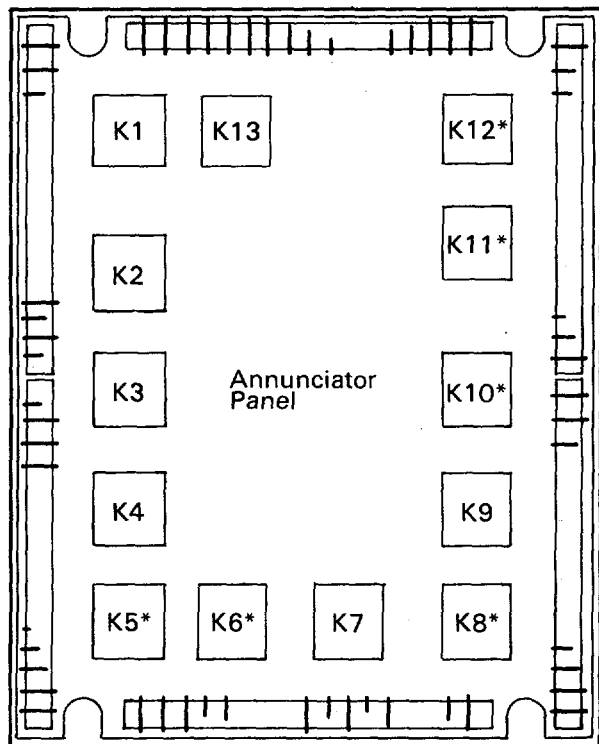 K1 K13 K12*
K11*
K2
K3 Annunciator Panel K10*
K4 K9
K5* K6* K7 K8*